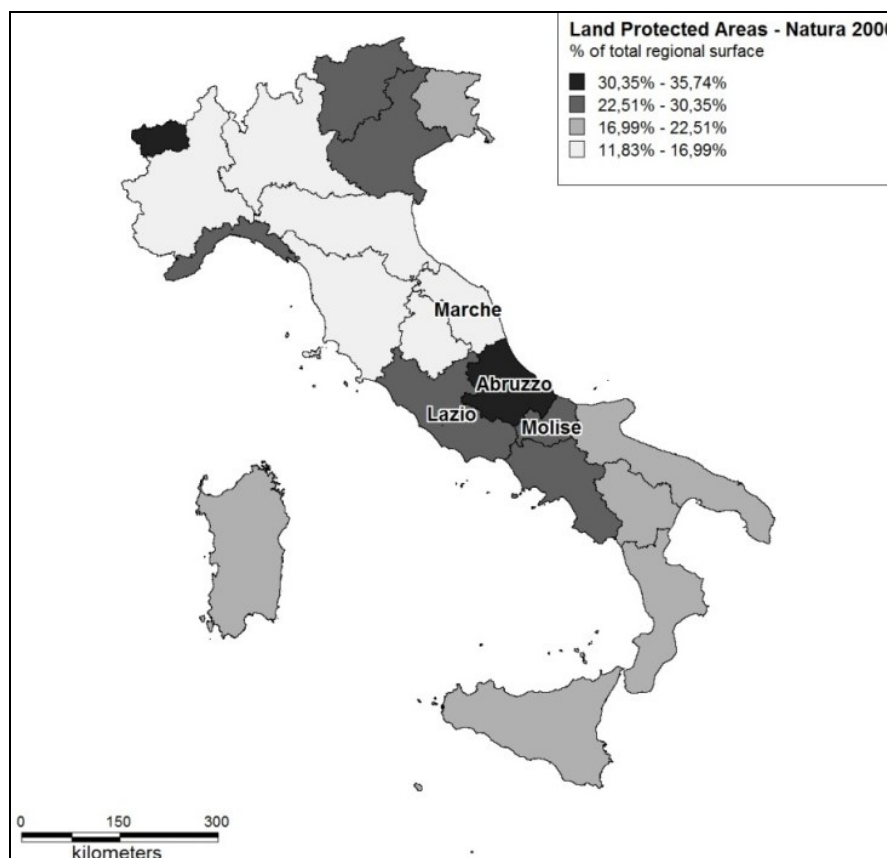 Land Protected Areas - Natura 200
% of total regional surface
30,35% - 35,74%
22,51% - 30,35%
16,99% - 22,51%
11,83% - 16,99%
Marche
Abruzzo
Lazio
Molise
0 150 300
kilometers